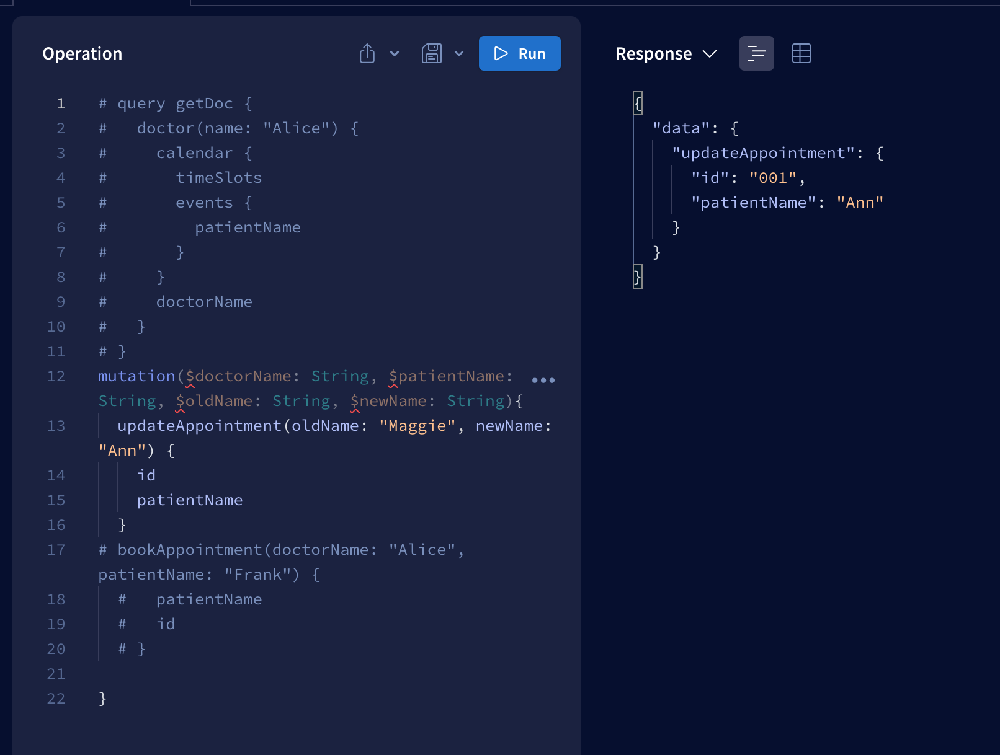 Operation
Run
1 # query getDoc {
2 #   doctor(name: "Alice") {
3 #     calendar {
4 #       timeSlots
5 #       events {
6 #         patientName
7 #       }
8 #     }
9 #     doctorName
10 #   }
11 # }
12 mutation($doctorName: String, $patientName:
String, $oldName: String, $newName: String){
13   updateAppointment(oldName: "Maggie", newName:
"Ann") {
14     id
15     patientName
16   }
17 # bookAppointment(doctorName: "Alice",
patientName: "Frank") {
18   #   patientName
19   #   id
20   # }
21
22 }
Response
{
  "data": {
    "updateAppointment": {
      "id": "001",
      "patientName": "Ann"
    }
  }
}